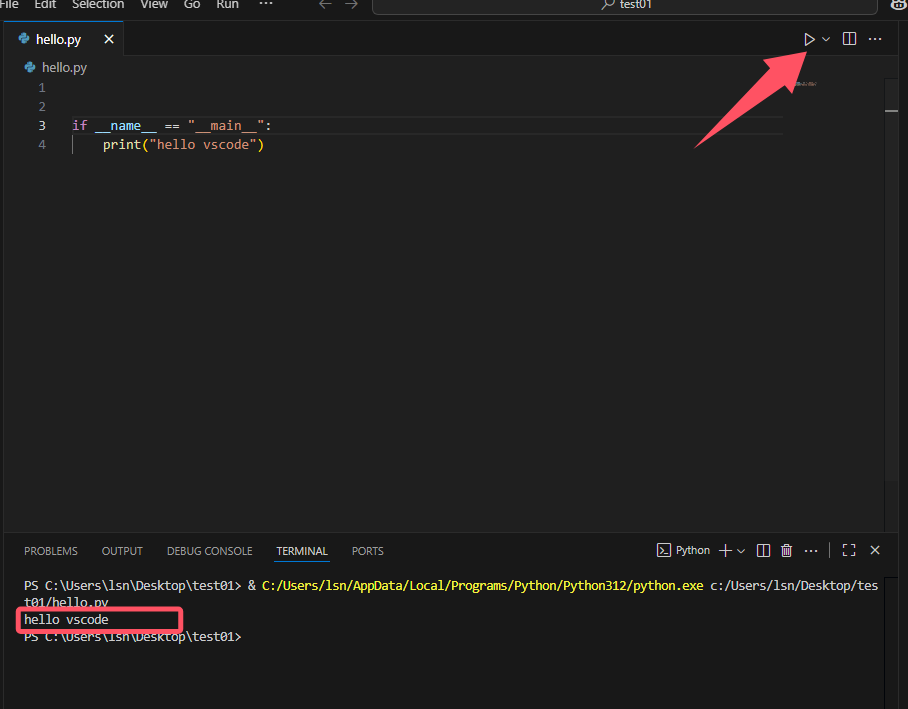 File Edit Selection View Go Run ··· ← → test01
hello.py ×
hello.py
1
2
3 if __name__ == "__main__":
4 print("hello vscode")
PROBLEMS OUTPUT DEBUG CONSOLE TERMINAL PORTS Python
PS C:\Users\lsn\Desktop\test01> & C:/Users/lsn/AppData/Local/Programs/Python/Python312/python.exe c:/Users/lsn/Desktop/tes
t01/hello.py
hello vscode
PS C:\Users\lsn\Desktop\test01>